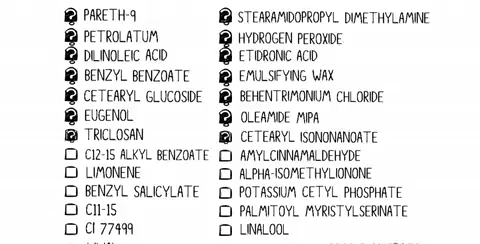 PARETH-9
PETROLATUM
DILINOLEIC ACID
BENZYL BENZOATE
CETEARYL GLUCOSIDE
EUGENOL
TRICLOSAN
C12-15 ALKYL BENZOATE
LIMONENE
BENZYL SALICYLATE
C11-15
CI 77499
STEARAMIDOPROPYL DIMETHYLAMINE
HYDROGEN PEROXIDE
ETIDRONIC ACID
EMULSIFYING WAX
BEHENTRIMONIUM CHLORIDE
OLEAMIDE MIPA
CETEARYL ISONONANOATE
AMYLCINNAMALDEHYDE
ALPHA-ISOMETHYLIONONE
POTASSIUM CETYL PHOSPHATE
PALMITOYL MYRISTYLSERINATE
LINALOOL